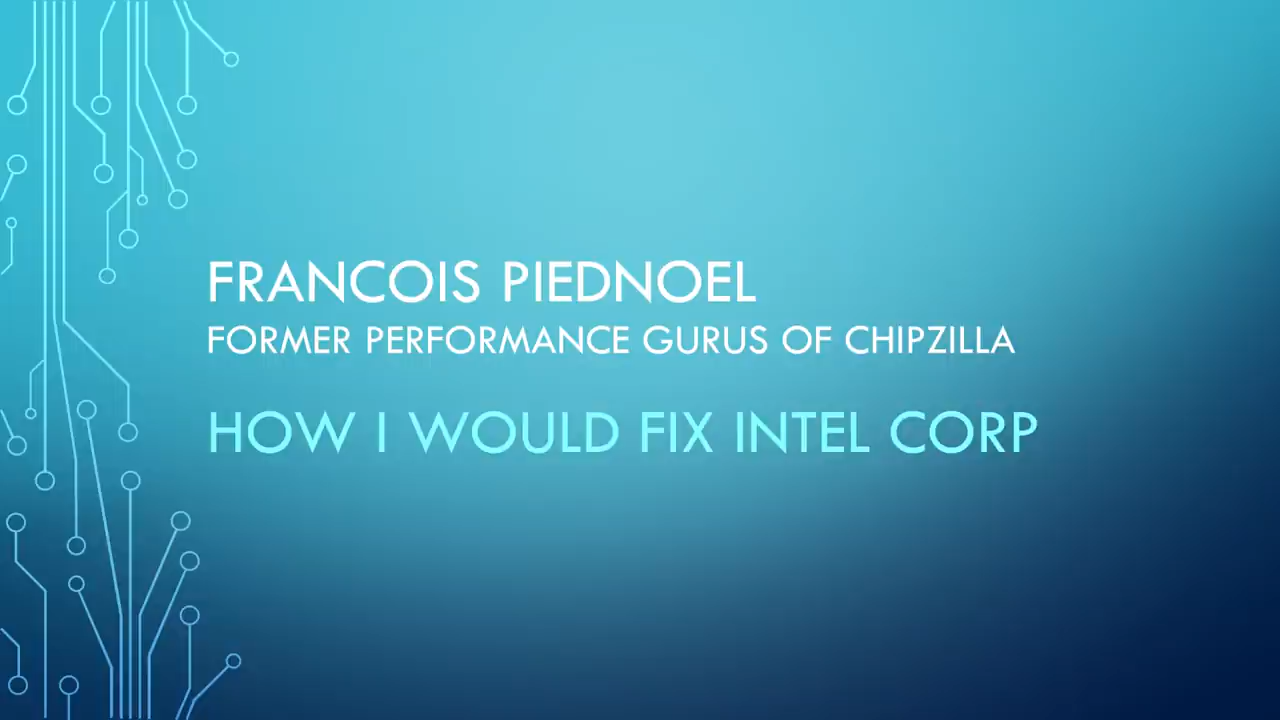 FRANCOIS PIEDNOEL
FORMER PERFORMANCE GURUS OF CHIPZILLA
HOW I WOULD FIX INTEL CORP